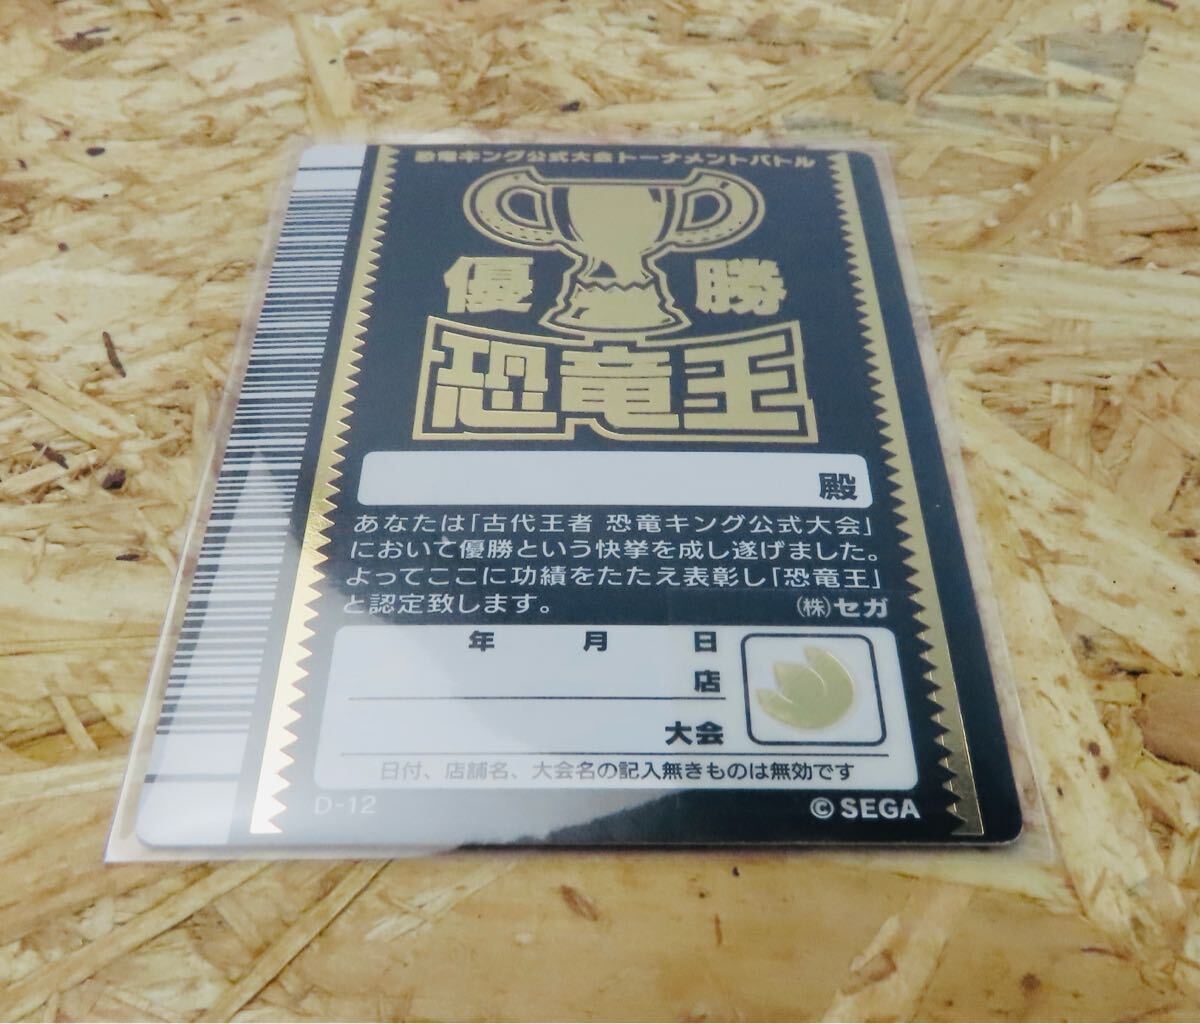 恐竜キング公式大会トーナメントバトル
優勝
恐竜王
殿
あなたは「古代王者 恐竜キング公式大会」
において優勝という快挙を成し遂げました。
よってここに功績をたたえ表彰し「恐竜王」
と認定致します。 (株)セガ
年 月 日
店
大会
日付、店舗名、大会名の記入無きものは無効です
D-12 © SEGA